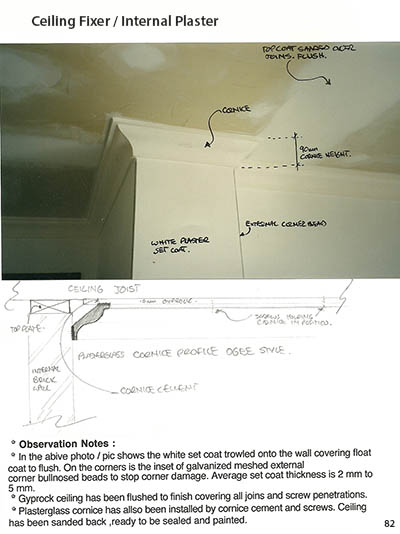 Ceiling Fixer / Internal Plaster
TOPCOAT SANDED OVER
JOINS. FLUSH.
CORNICE
90mm
CORNICE HEIGHT.
EXTERNAL CORNER BEAD
WHITE PLASTER
SET COAT.
CEILING JOIST
10mm GYPROCK.
SCREWS HOLDING
CORNICE IN POSITION.
TOP PLATE
PLASTERGLASS CORNICE PROFILE OGEE STYLE.
INTERNAL
BRICK
WALL
CORNICE CEMENT
* Observation Notes :
* In the abive photo / pic shows the white set coat trowled onto the wall covering float
coat to flush. On the corners is the inset of galvanized meshed external
corner bullnosed beads to stop corner damage. Average set coat thickness is 2 mm to
5 mm.
* Gyprock ceiling has been flushed to finish covering all joins and screw penetrations.
* Plasterglass cornice has allso been installed by cornice cement and screws. Ceiling
has been sanded back ,ready to be sealed and painted.
82